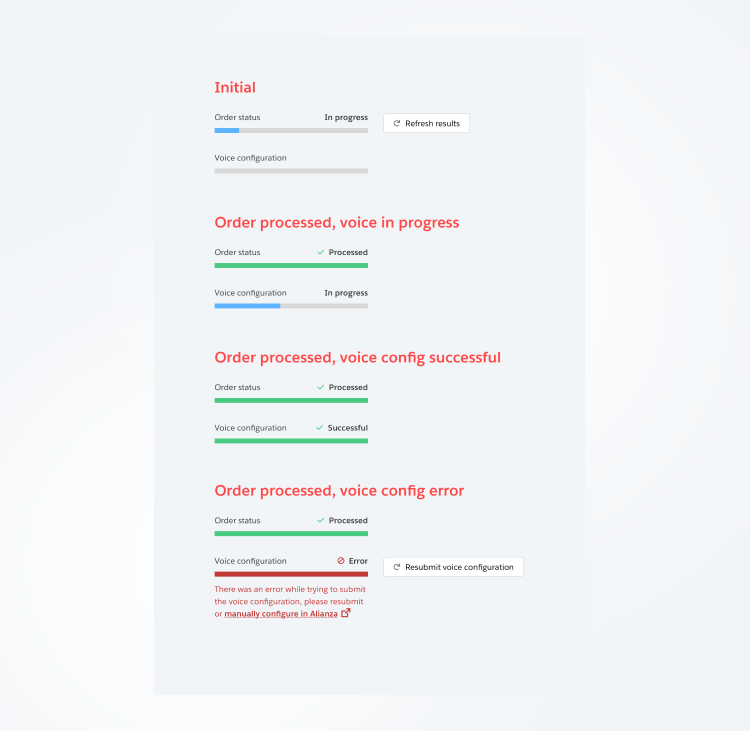 Initial
Order status In progress Refresh results
Voice configuration
Order processed, voice in progress
Order status Processed
Voice configuration In progress
Order processed, voice config successful
Order status Processed
Voice configuration Successful
Order processed, voice config error
Order status Processed
Voice configuration Error Resubmit voice configuration
There was an error while trying to submit
the voice configuration, please resubmit
or manually configure in Alianza